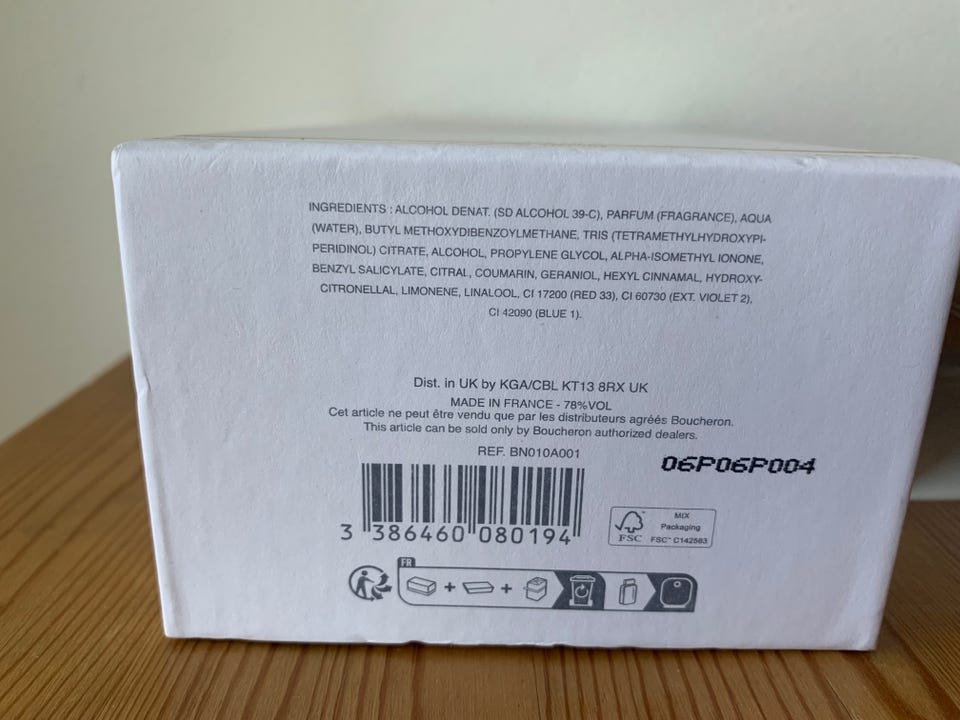 INGREDIENTS : ALCOHOL DENAT. (SD ALCOHOL 39-C), PARFUM (FRAGRANCE), AQUA
(WATER), BUTYL METHOXYDIBENZOYLMETHANE, TRIS (TETRAMETHYLHYDROXYPI-
PERIDINOL) CITRATE, ALCOHOL, PROPYLENE GLYCOL, ALPHA-ISOMETHYL IONONE,
BENZYL SALICYLATE, CITRAL, COUMARIN, GERANIOL, HEXYL CINNAMAL, HYDROXY-
CITRONELLAL, LIMONENE, LINALOOL, CI 17200 (RED 33), CI 60730 (EXT. VIOLET 2),
CI 42090 (BLUE 1).
Dist. in UK by KGA/CBL KT13 8RX UK
MADE IN FRANCE - 78%VOL
Cet article ne peut être vendu que par les distributeurs agréés Boucheron.
This article can be sold only by Boucheron authorized dealers.
REF. BN010A001
06P06P004
3 386460 080194
FSC
MIX
Packaging
FSC™ C142563
FR